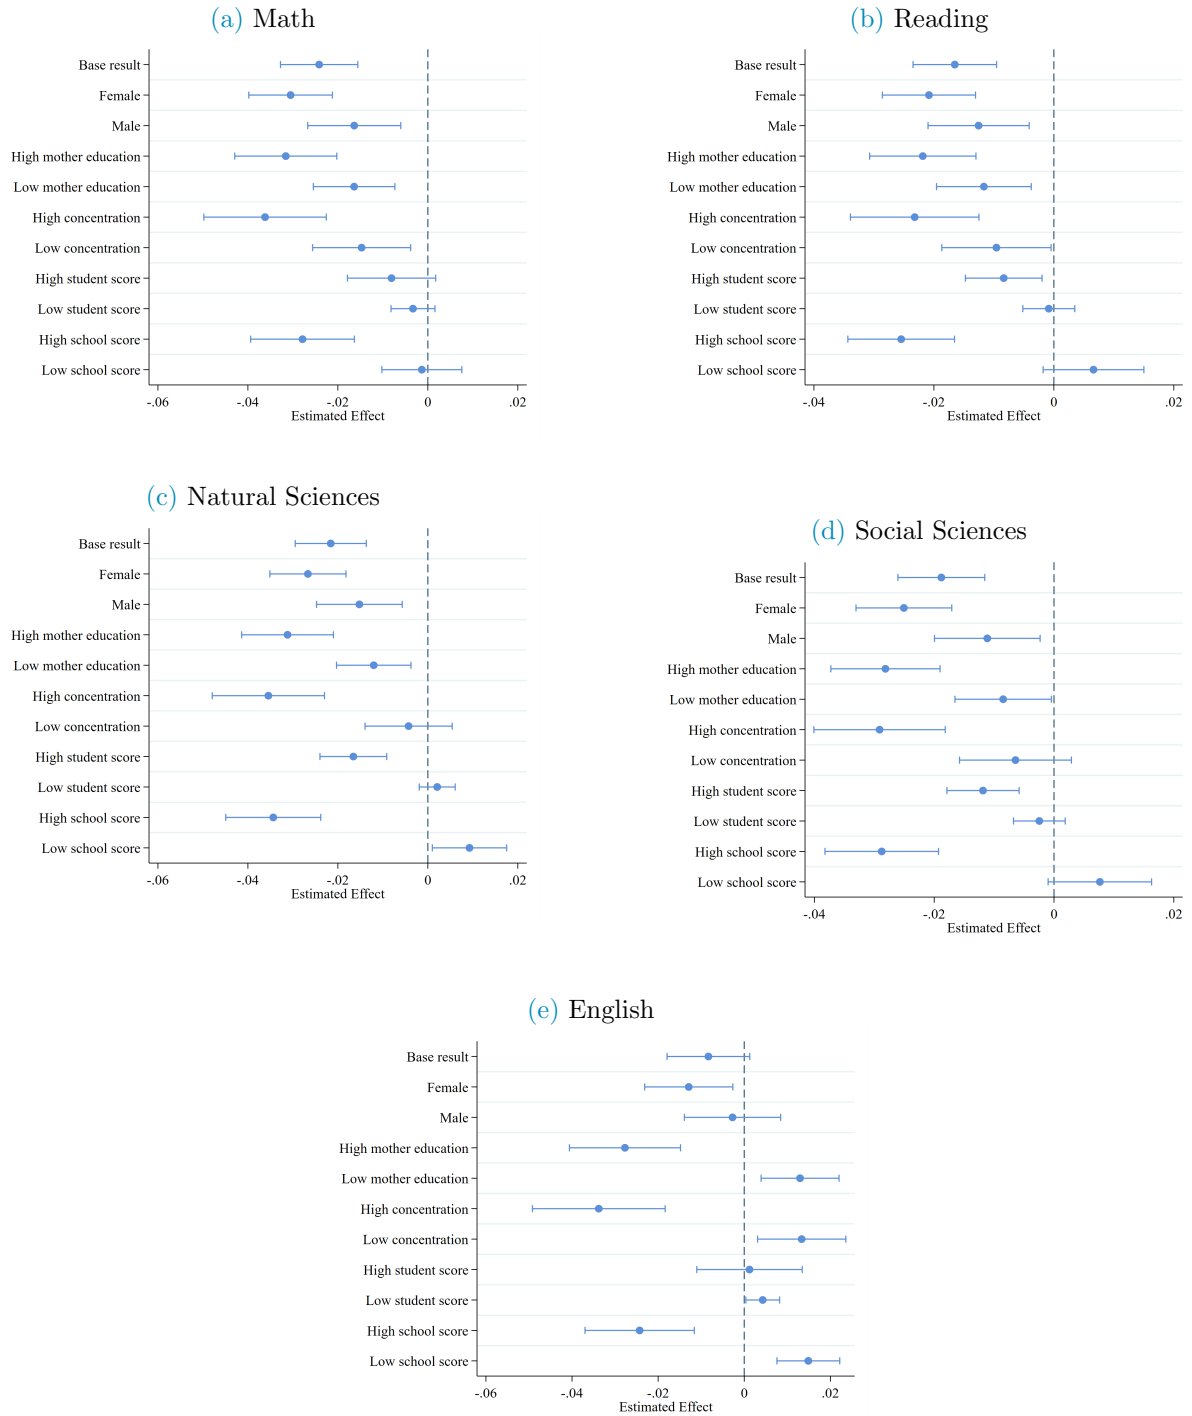 (a) Math
Base result
Female
Male
High mother education
Low mother education
High concentration
Low concentration
High student score
Low student score
High school score
Low school score
-.06 -.04 -.02 0 .02
Estimated Effect
(b) Reading
Base result
Female
Male
High mother education
Low mother education
High concentration
Low concentration
High student score
Low student score
High school score
Low school score
-.04 -.02 0 .02
Estimated Effect
(c) Natural Sciences
Base result
Female
Male
High mother education
Low mother education
High concentration
Low concentration
High student score
Low student score
High school score
Low school score
-.06 -.04 -.02 0 .02
Estimated Effect
(d) Social Sciences
Base result
Female
Male
High mother education
Low mother education
High concentration
Low concentration
High student score
Low student score
High school score
Low school score
-.04 -.02 0 .02
Estimated Effect
(e) English
Base result
Female
Male
High mother education
Low mother education
High concentration
Low concentration
High student score
Low student score
High school score
Low school score
-.06 -.04 -.02 0 .02
Estimated Effect